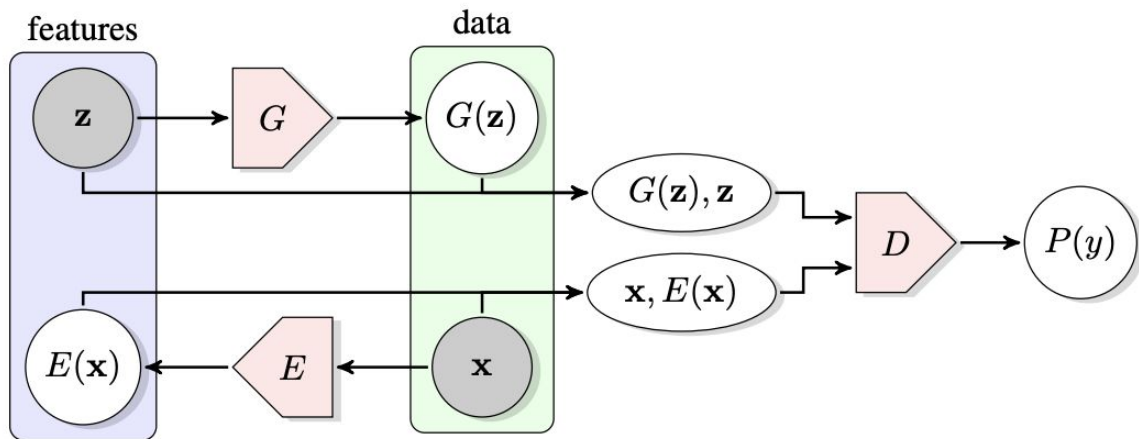 features
data
z
G
G(z)
G(z), z
D
P(y)
x, E(x)
E(x)
E
x